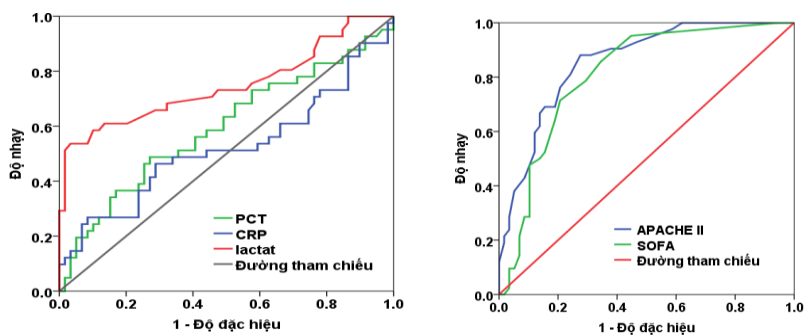 1.0
0.8
0.6
0.4
0.2
0.0
Độ nhạy
PCT
CRP
lactat
Đường tham chiếu
0.0 0.2 0.4 0.6 0.8 1.0
1 - Độ đặc hiệu
1.0
0.8
0.6
0.4
0.2
0.0
Độ nhạy
APACHE II
SOFA
Đường tham chiếu
0.0 0.2 0.4 0.6 0.8 1.0
1 - Độ đặc hiệu